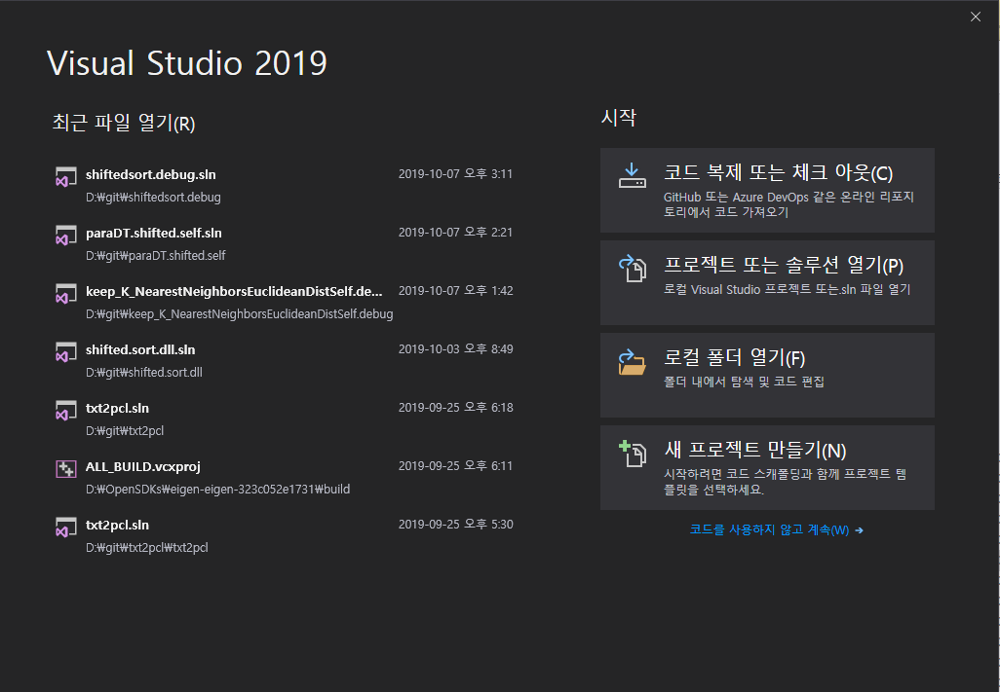 Visual Studio 2019
최근 파일 열기(R)
shiftedsort.debug.sln 2019-10-07 오후 3:11
D:₩git₩shiftedsort.debug
paraDT.shifted.self.sln 2019-10-07 오후 2:21
D:₩git₩paraDT.shifted.self
keep_K_NearestNeighborsEuclideanDistSelf.de... 2019-10-07 오후 1:42
D:₩git₩keep_K_NearestNeighborsEuclideanDistSelf.debug
shifted.sort.dll.sln 2019-10-03 오후 8:49
D:₩git₩shifted.sort.dll
txt2pcl.sln 2019-09-25 오후 6:18
D:₩git₩txt2pcl
ALL_BUILD.vcxproj 2019-09-25 오후 6:11
D:₩OpenSDKs₩eigen-eigen-323c052e1731₩build
txt2pcl.sln 2019-09-25 오후 5:30
D:₩git₩txt2pcl₩txt2pcl
시작
코드 복제 또는 체크 아웃(C)
GitHub 또는 Azure DevOps 같은 온라인 리포지
토리에서 코드 가져오기
프로젝트 또는 솔루션 열기(P)
로컬 Visual Studio 프로젝트 또는.sln 파일 열기
로컬 폴더 열기(F)
폴더 내에서 탐색 및 코드 편집
새 프로젝트 만들기(N)
시작하려면 코드 스캐폴딩과 함께 프로젝트 템
플릿을 선택하세요.
코드를 사용하지 않고 계속(W) →